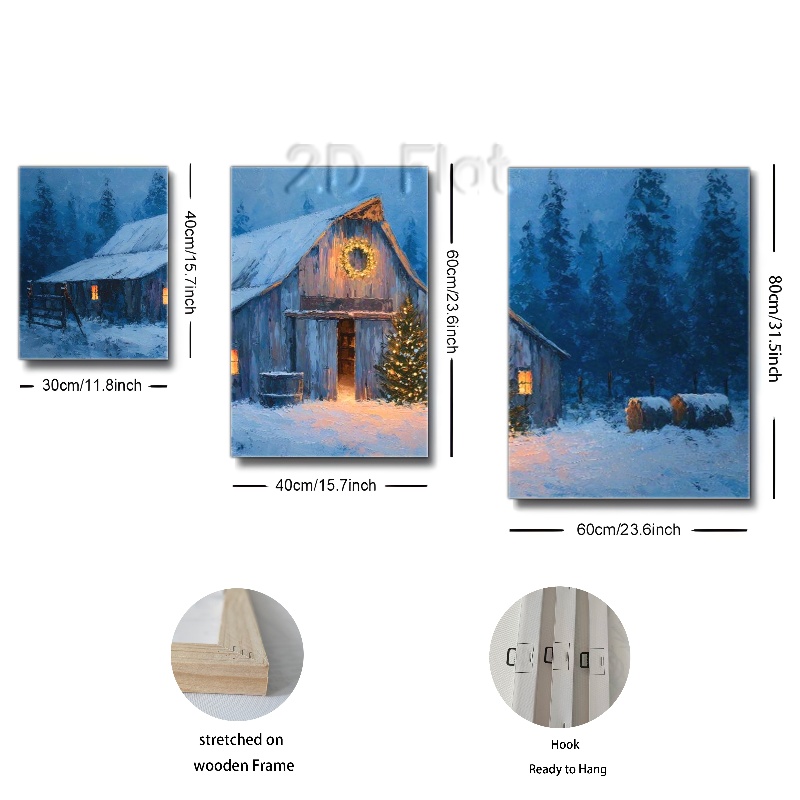 2D Flat
40cm/15.7inch
60cm/23.6inch
80cm/31.5inch
30cm/11.8inch
40cm/15.7inch
60cm/23.6inch
stretched on
wooden Frame
Hook
Ready to Hang